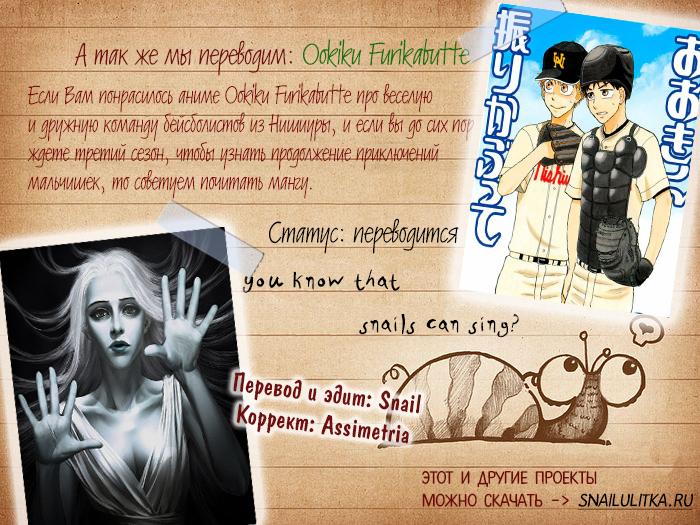 А так же мы переводим: Ookiku Furikabutte
Если Вам понрасилось аниме Ookiku Furikabutte про веселую
и дружную команду бейсболистов из Нишиуры, и если вы до сих пор
ждете третий сезон, чтобы узнать продолжение приключений
мальчишек, то советуем почитать мангу.
Статус: переводится
おおきく
振りかぶって
Nishiu
you know that
snails can sing?
Перевод и эдит: Snail
Коррект: Assimetria
ЭТОТ И ДРУГИЕ ПРОЕКТЫ
МОЖНО СКАЧАТЬ -> SNAILULITKA.RU